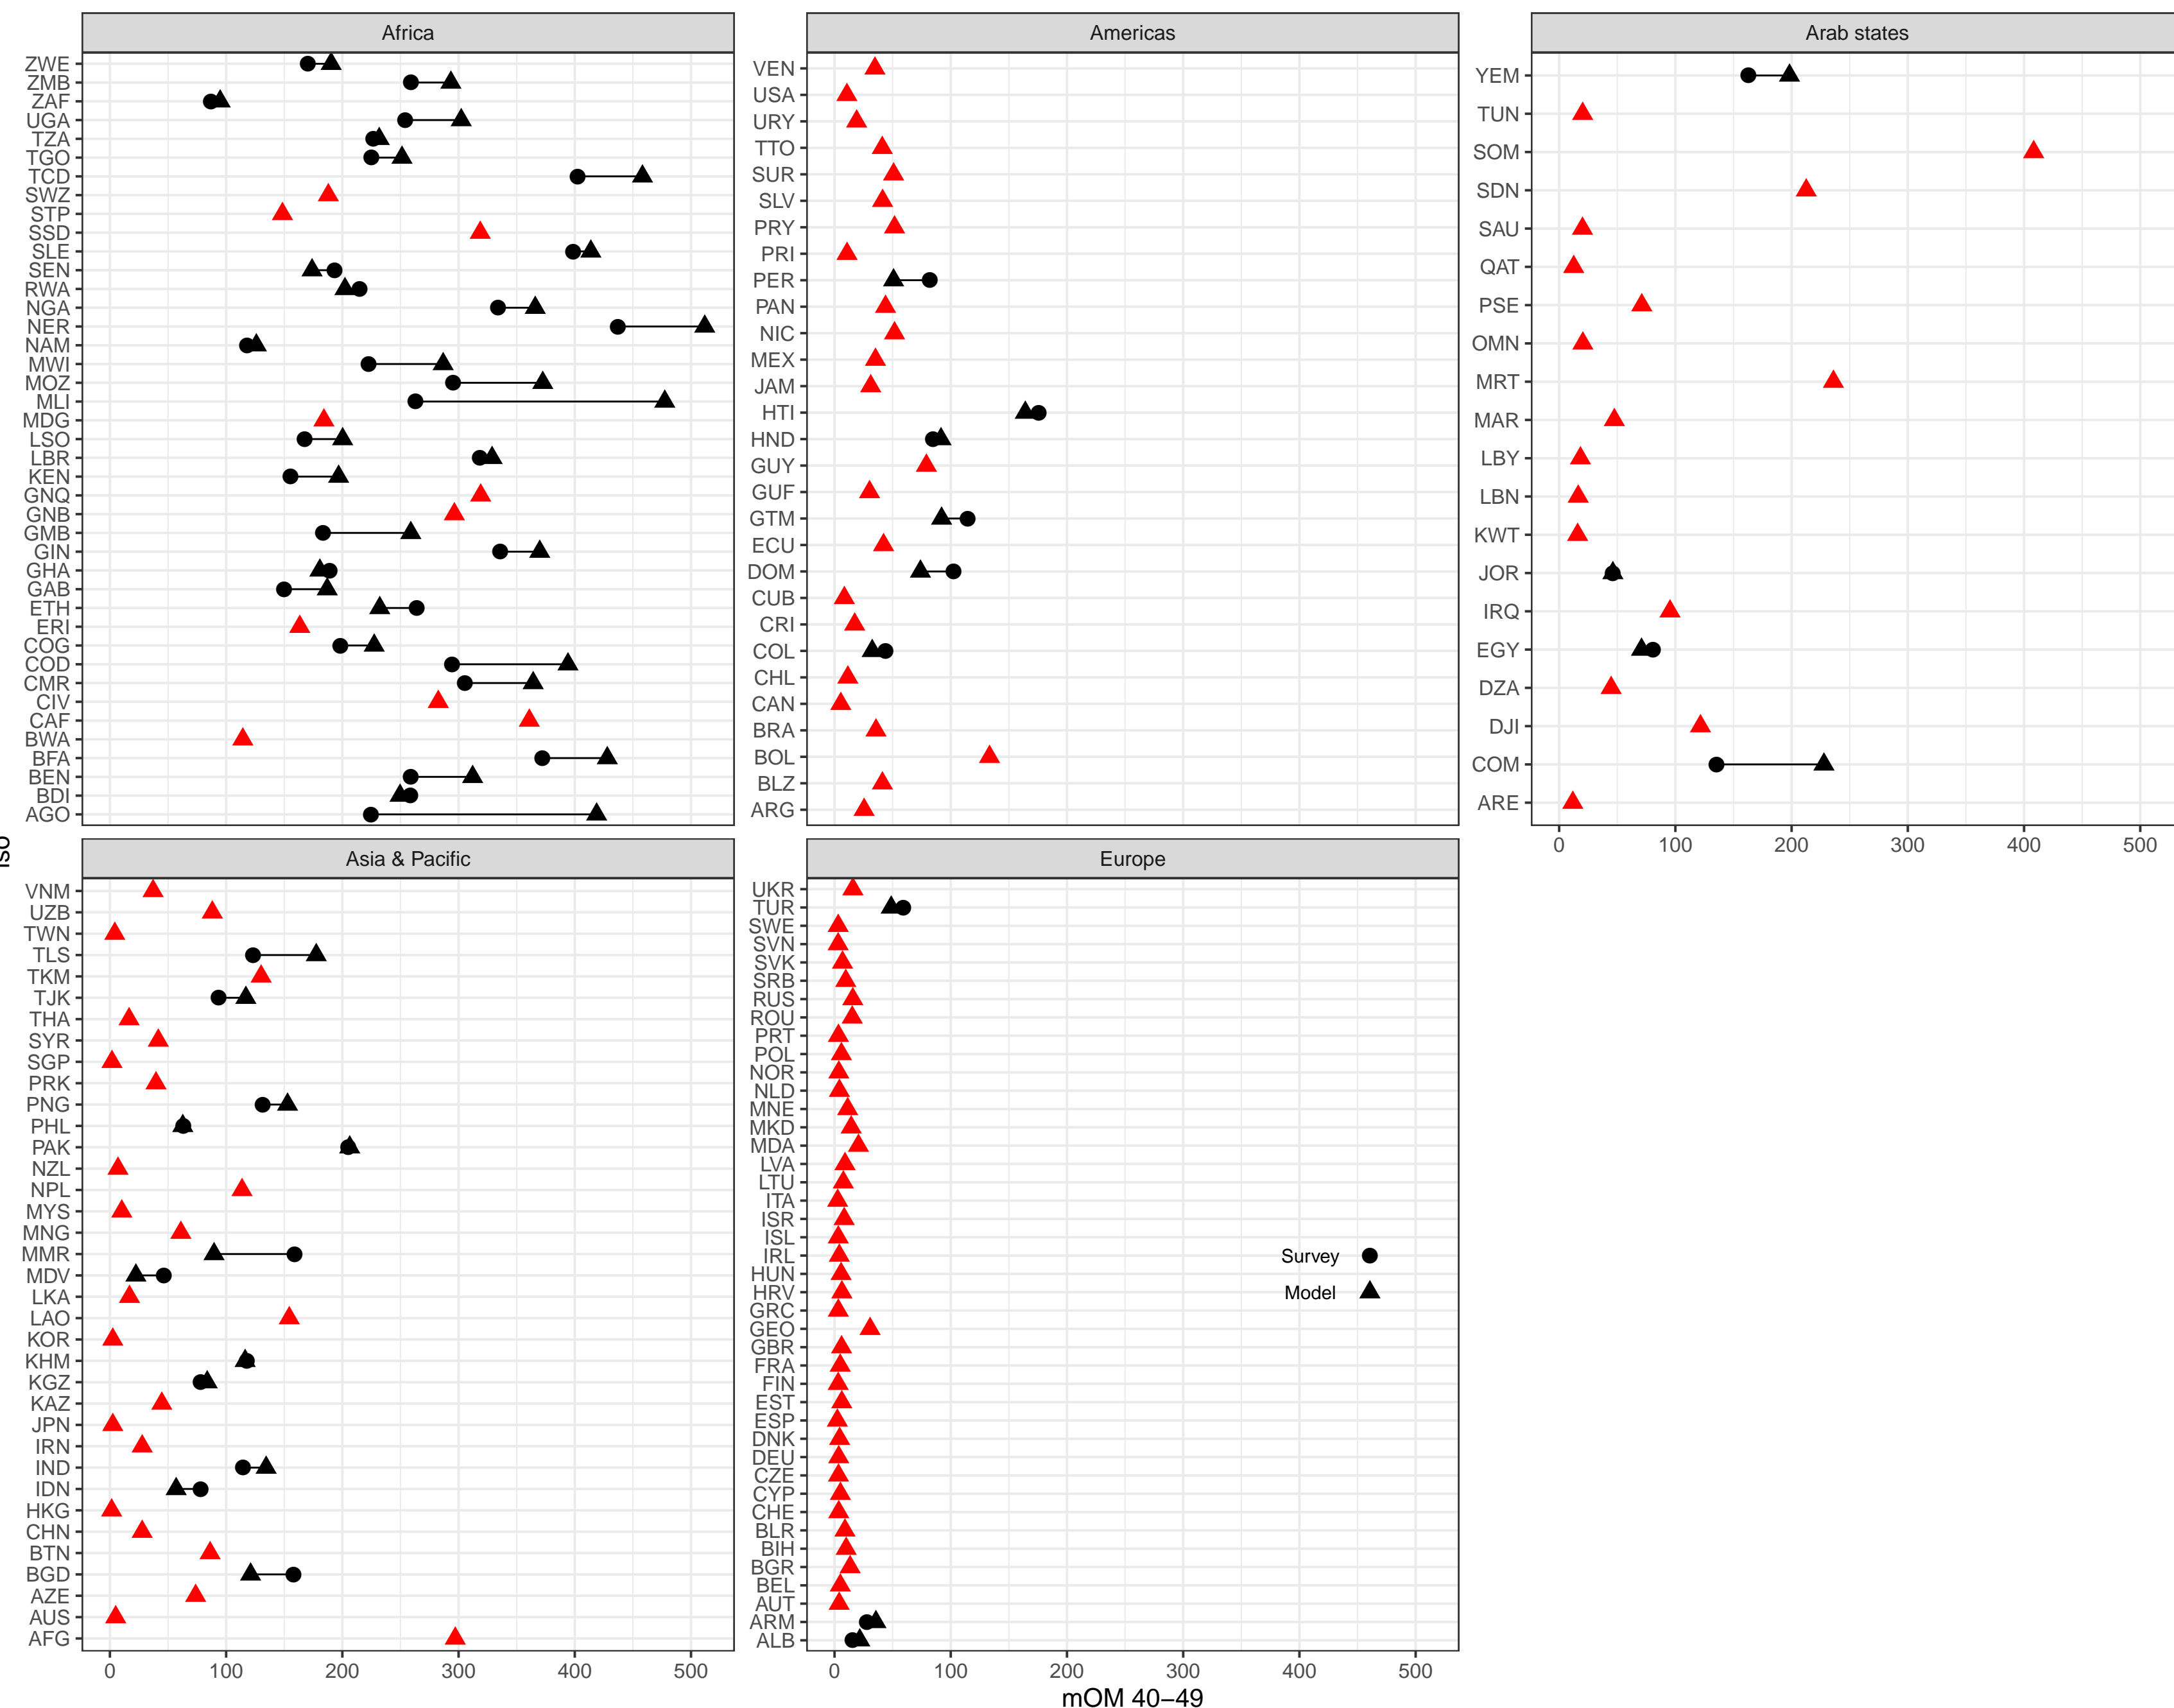 Africa
ZWE
ZMB
ZAF
UGA
TZA
TGO
TCD
SWZ
STP
SSD
SLE
SEN
RWA
NGA
NER
NAM
MWI
MOZ
MLI
MDG
LSO
LBR
KEN
GNQ
GNB
GMB
GIN
GHA
GAB
ETH
ERI
COG
COD
CMR
CIV
CAF
BWA
BFA
BEN
BDI
AGO
Americas
VEN
USA
URY
TTO
SUR
SLV
PRY
PRI
PER
PAN
NIC
MEX
JAM
HTI
HND
GUY
GUF
GTM
ECU
DOM
CUB
CRI
COL
CHL
CAN
BRA
BOL
BLZ
ARG
Arab states
YEM
TUN
SOM
SDN
SAU
QAT
PSE
OMN
MRT
MAR
LBY
LBN
KWT
JOR
IRQ
EGY
DZA
DJI
COM
ARE
0 100 200 300 400 500
iso
Asia & Pacific
VNM
UZB
TWN
TLS
TKM
TJK
THA
SYR
SGP
PRK
PNG
PHL
PAK
NZL
NPL
MYS
MNG
MMR
MDV
LKA
LAO
KOR
KHM
KGZ
KAZ
JPN
IRN
IND
IDN
HKG
CHN
BTN
BGD
AZE
AUS
AFG
0 100 200 300 400 500
Europe
UKR
TUR
SWE
SVN
SVK
SRB
RUS
ROU
PRT
POL
NOR
NLD
MNE
MKD
MDA
LVA
LTU
ITA
ISR
ISL
IRL
HUN
HRV
GRC
GEO
GBR
FRA
FIN
EST
ESP
DNK
DEU
CZE
CYP
CHE
BLR
BIH
BGR
BEL
AUT
ARM
ALB
Survey
Model
0 100 200 300 400 500
mOM 40−49